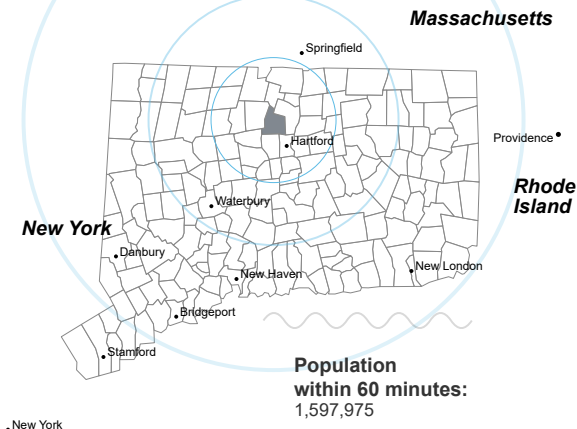 Massachusetts
Springfield
Providence
Hartford
Rhode
Island
Waterbury
New York
Danbury
New Haven
New London
Bridgeport
Stamford
Population
within 60 minutes:
1,597,975
New York